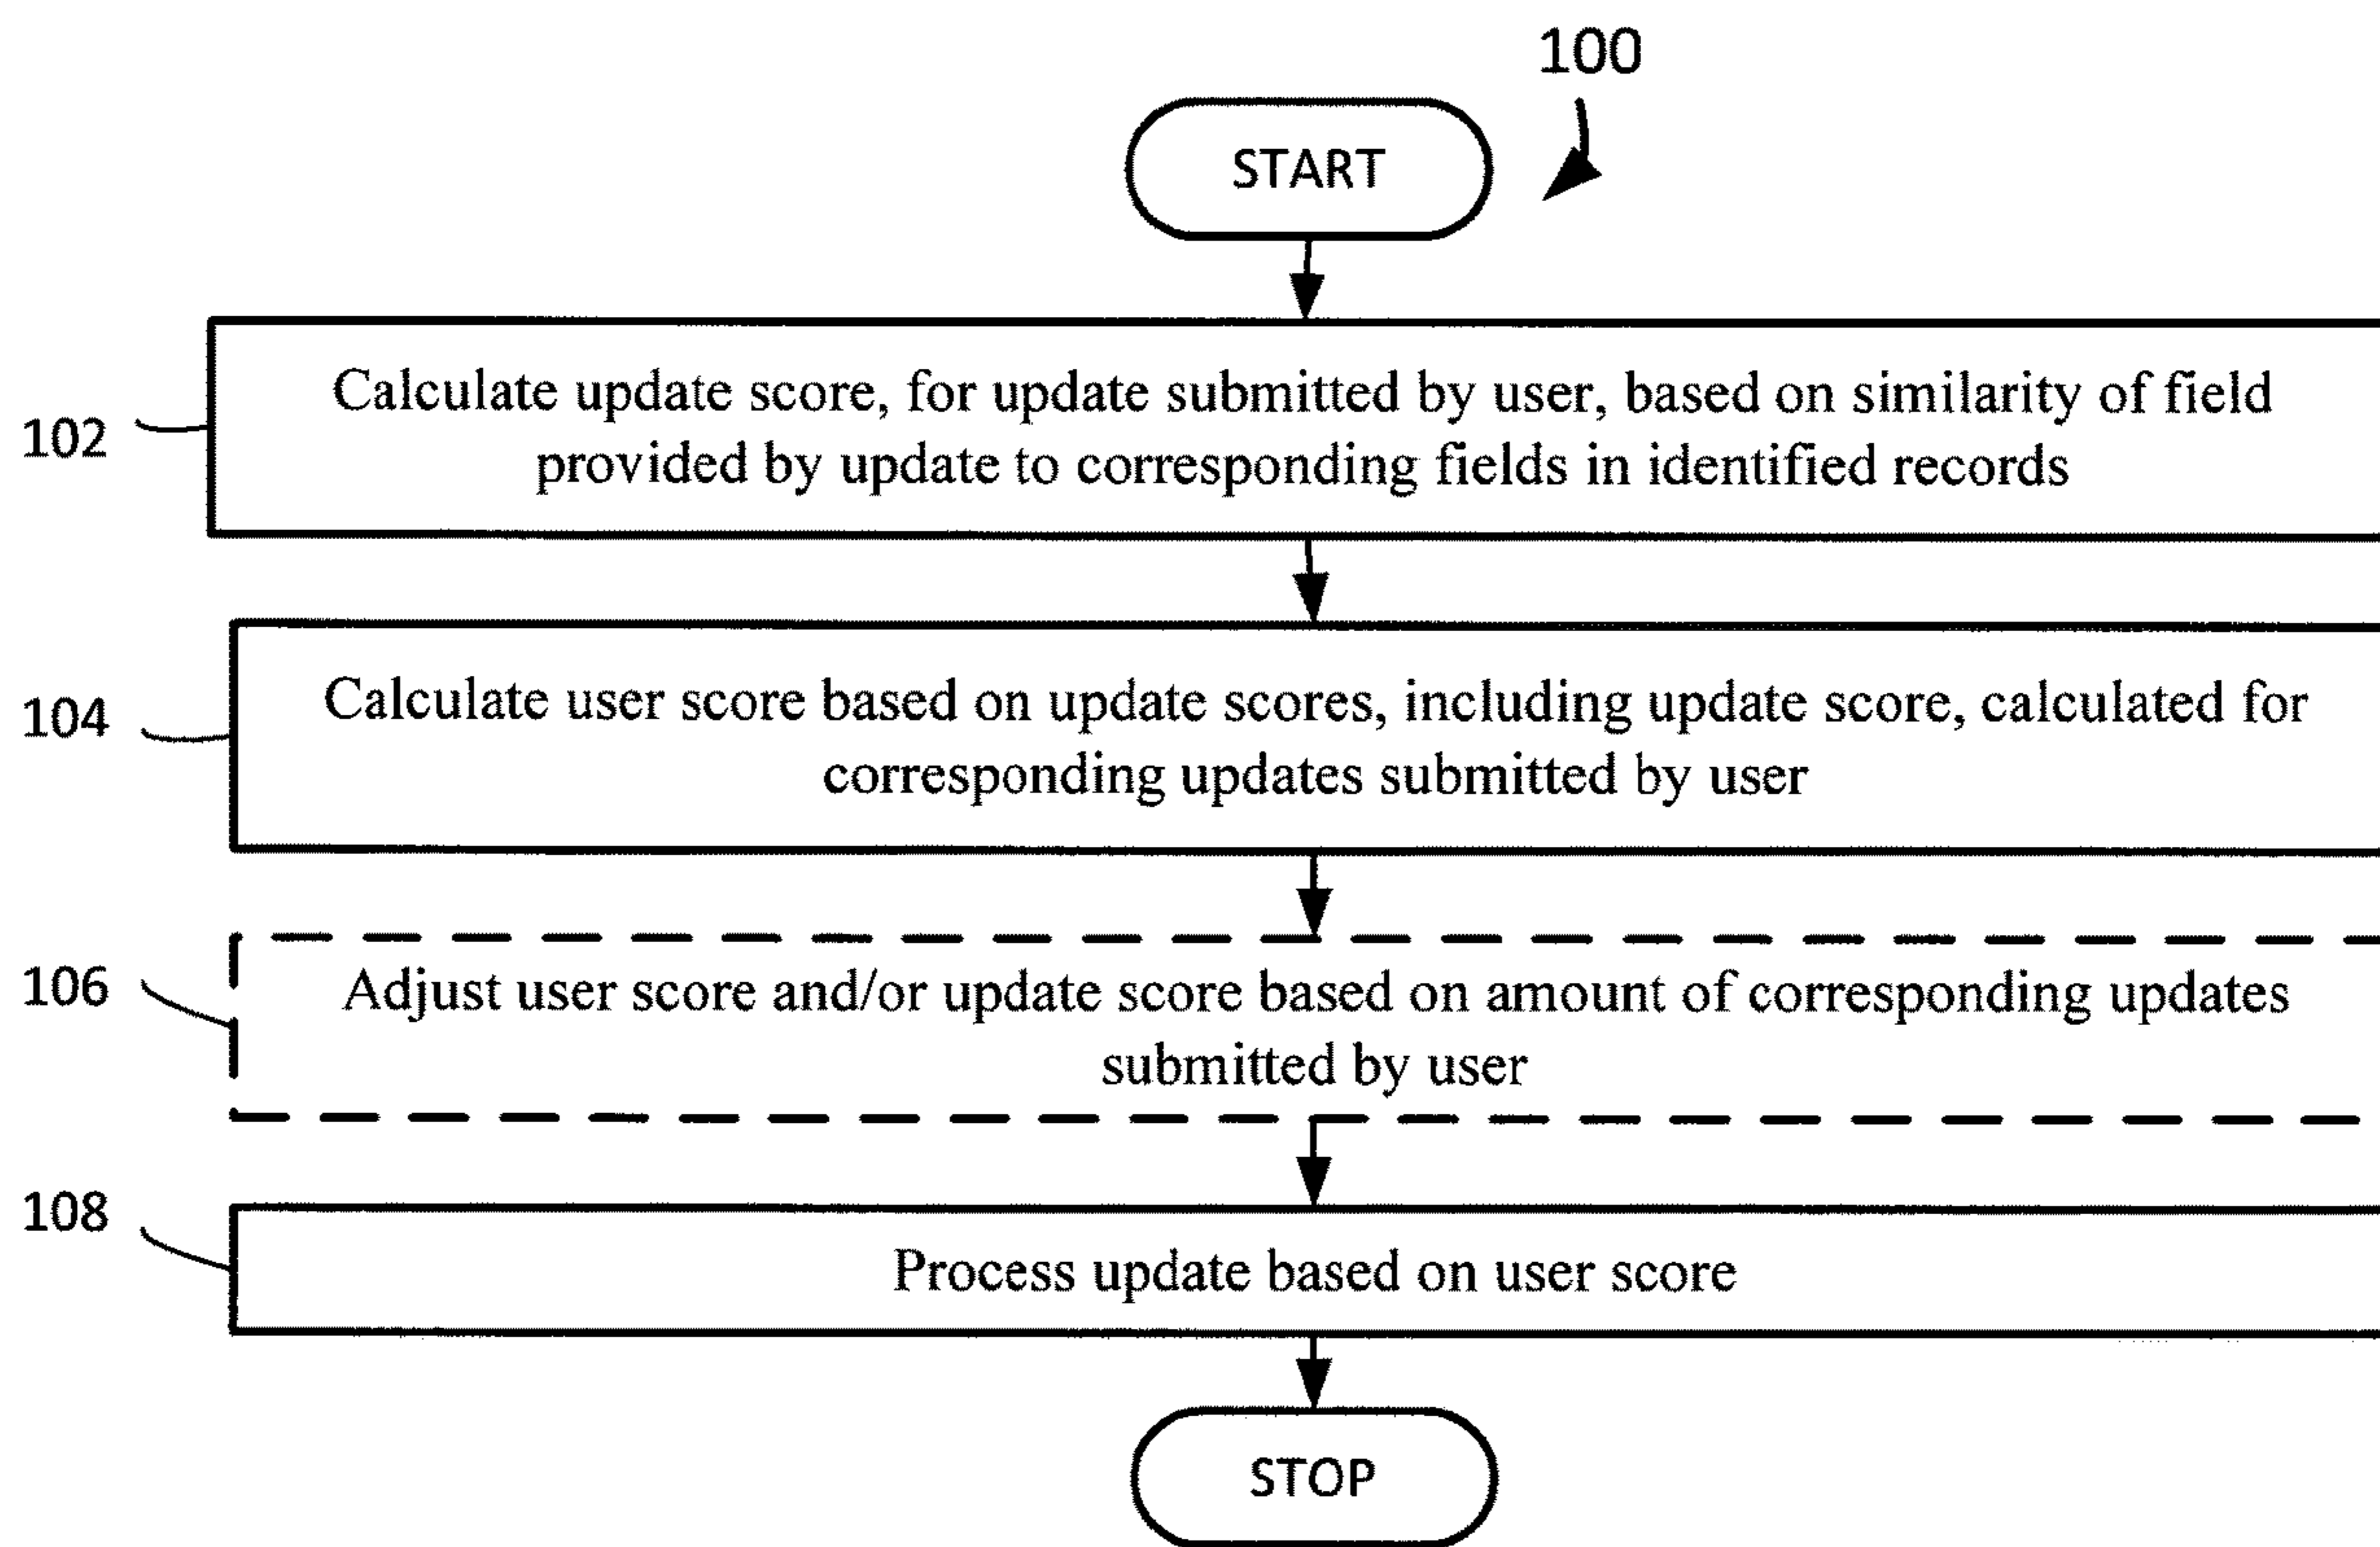 100
START
102
Calculate update score, for update submitted by user, based on similarity of field
provided by update to corresponding fields in identified records
104
Calculate user score based on update scores, including update score, calculated for
corresponding updates submitted by user
106
Adjust user score and/or update score based on amount of corresponding updates
submitted by user
108
Process update based on user score
STOP